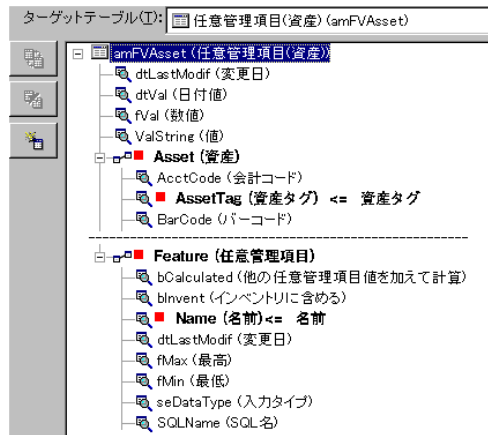 ターゲットテーブル(T): 任意管理項目(資産) (amFVAsset)
amFVAsset (任意管理項目(資産))
dtLastModif (変更日)
dtVal (日付値)
fVal (数値)
ValString (値)
Asset (資産)
AcctCode (会計コード)
AssetTag (資産タグ) <= 資産タグ
BarCode (バーコード)
Feature (任意管理項目)
bCalculated (他の任意管理項目値を加えて計算)
bInvent (インベントリに含める)
Name (名前)<= 名前
dtLastModif (変更日)
fMax (最高)
fMin (最低)
seDataType (入力タイプ)
SQLName (SQL名)